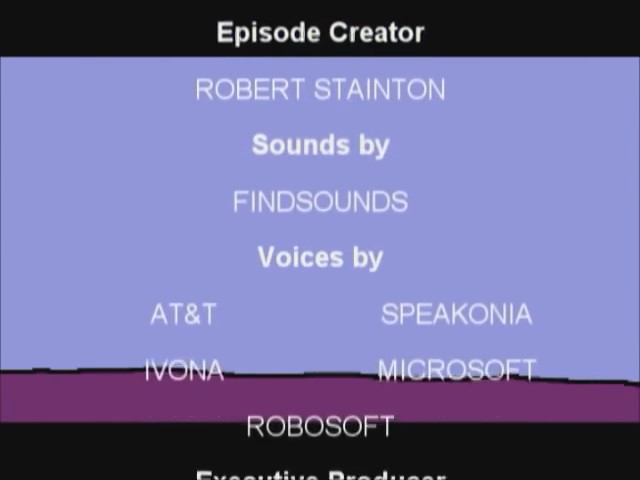 Episode Creator
ROBERT STAINTON
Sounds by
FINDSOUNDS
Voices by
AT&T SPEAKONIA
IVONA MICROSOFT
ROBOSOFT
Executive Producer